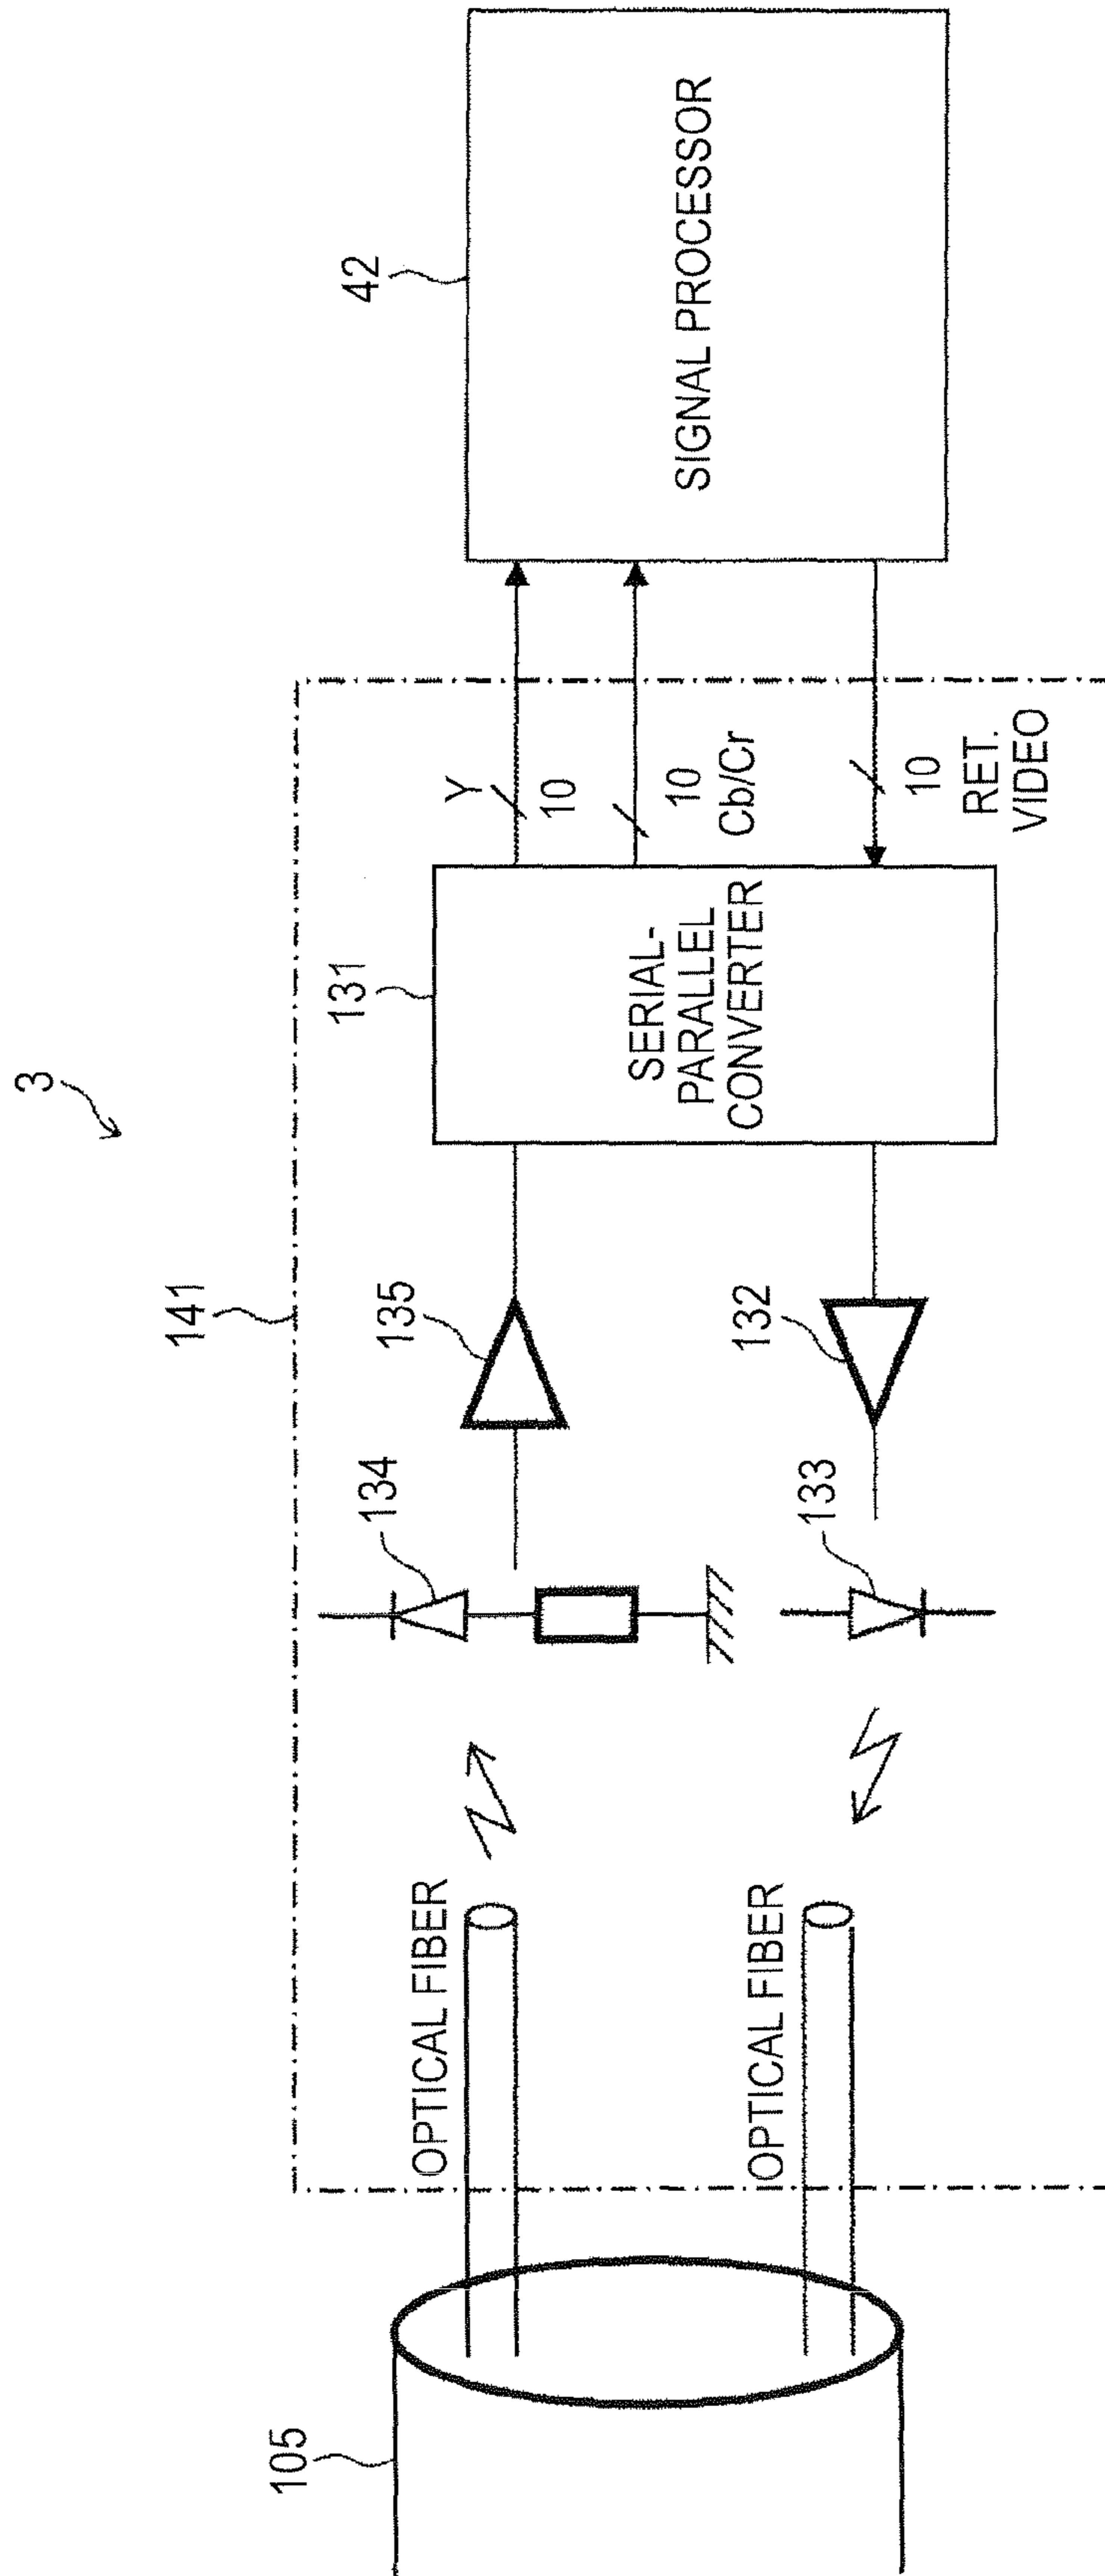 3
141
105
OPTICAL FIBER
134
135
131
Y
10
10
Cb/Cr
42
SIGNAL PROCESSOR
SERIAL-
PARALLEL
CONVERTER
OPTICAL FIBER
133
132
10
RET.
VIDEO